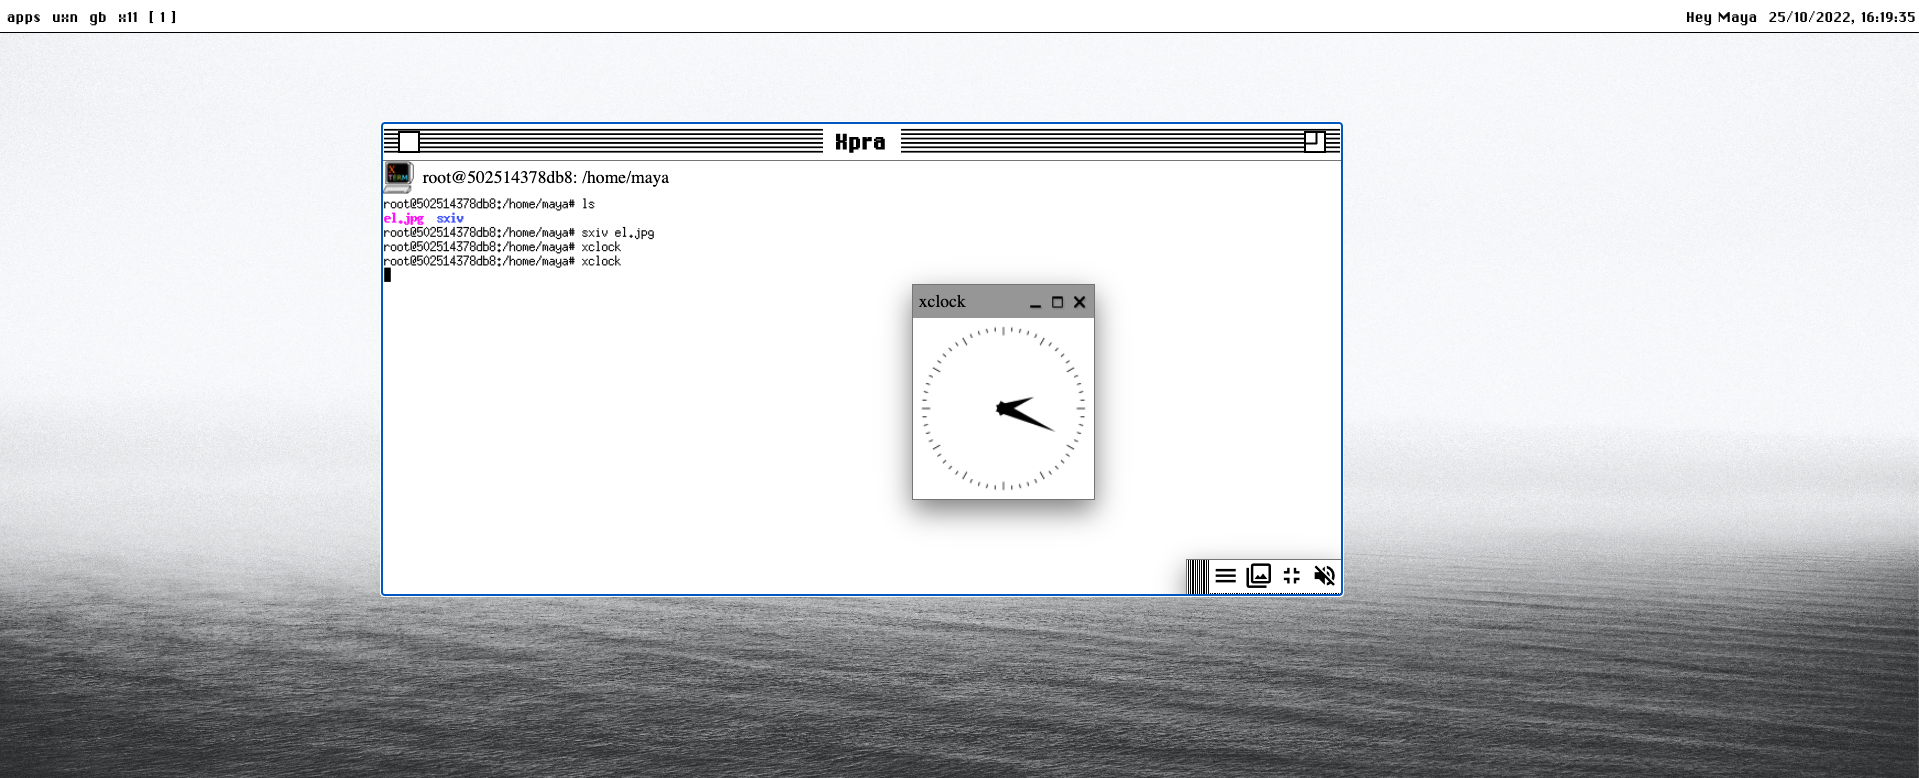 apps uxn gb x11 [ 1 ]
Hey Maya 25/10/2022, 16:19:35
Xpra
X TERM
root@502514378db8: /home/maya
root@502514378db8:/home/maya# ls
el.jpg sxiv
root@502514378db8:/home/maya# sxiv el.jpg
root@502514378db8:/home/maya# xclock
root@502514378db8:/home/maya# xclock
xclock